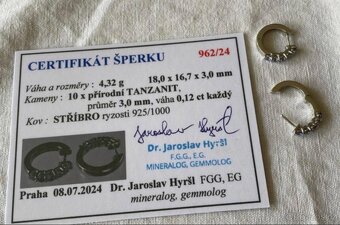 CERTIFIKÁT ŠPERKU
962/24
Váha a rozměry : 4,32 g 18,0 x 16,7 x 3,0 mm
Kameny : 10 x přírodní TANZANIT,
průměr 3,0 mm, váha 0,12 ct každý
Kov : STŘÍBRO ryzosti 925/1000
Jaroslav Hyršl
Dr. Jaroslav Hyršl
F.G.G., E.G.
MINERALOG, GEMMOLOG
Praha 08.07.2024 Dr. Jaroslav Hyršl FGG, EG
mineralog, gemmolog